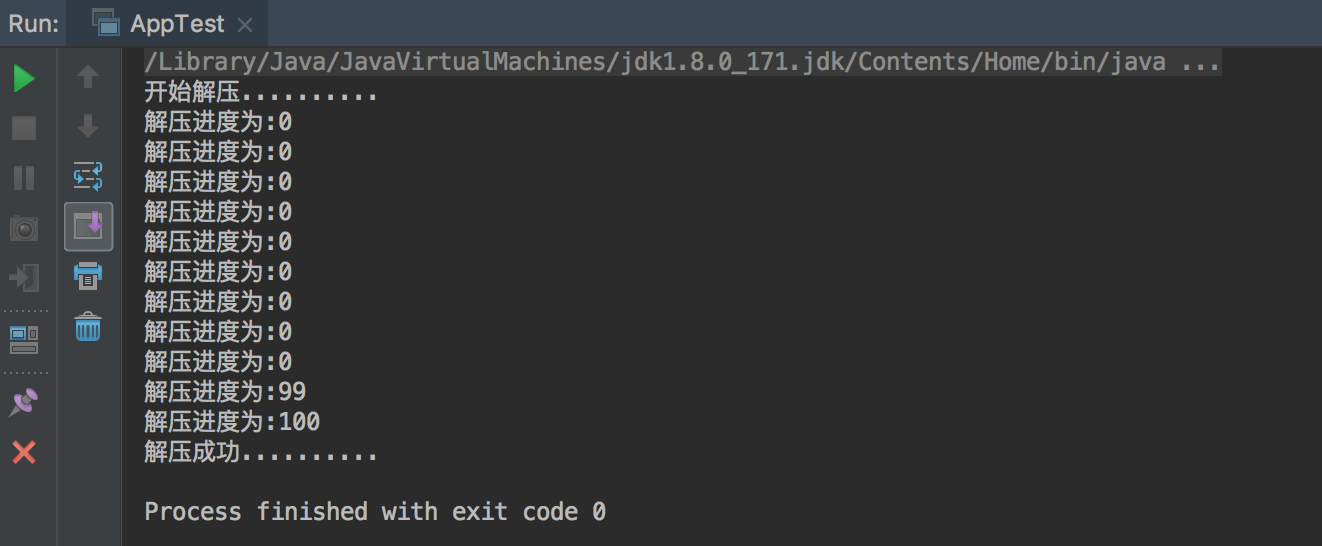 Run: AppTest
/Library/Java/JavaVirtualMachines/jdk1.8.0_171.jdk/Contents/Home/bin/java ...
开始解压..........
解压进度为:0
解压进度为:0
解压进度为:0
解压进度为:0
解压进度为:0
解压进度为:0
解压进度为:0
解压进度为:0
解压进度为:0
解压进度为:99
解压进度为:100
解压成功..........
Process finished with exit code 0